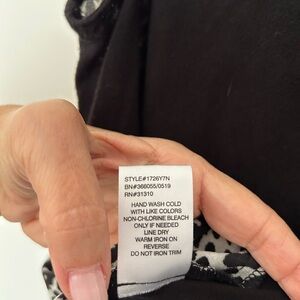 STYLE#1726Y7N
BN#366055/0519
RN#31310
HAND WASH COLD
WITH LIKE COLORS
NON-CHLORINE BLEACH
ONLY IF NEEDED
LINE DRY
WARM IRON ON
REVERSE
DO NOT IRON TRIM